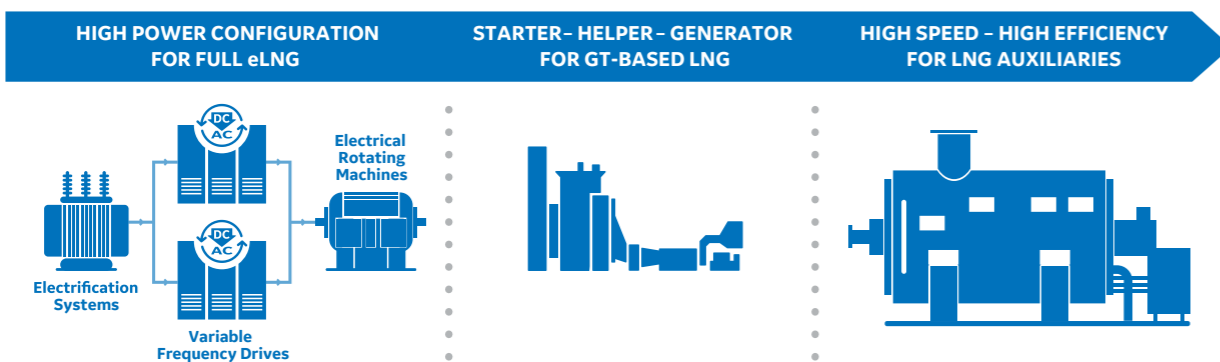 HIGH POWER CONFIGURATION
FOR FULL eLNG
STARTER– HELPER – GENERATOR
FOR GT-BASED LNG
HIGH SPEED – HIGH EFFICIENCY
FOR LNG AUXILIARIES
DC
AC
Electrical
Rotating
Machines
DC
AC
Electrification
Systems
Variable
Frequency Drives